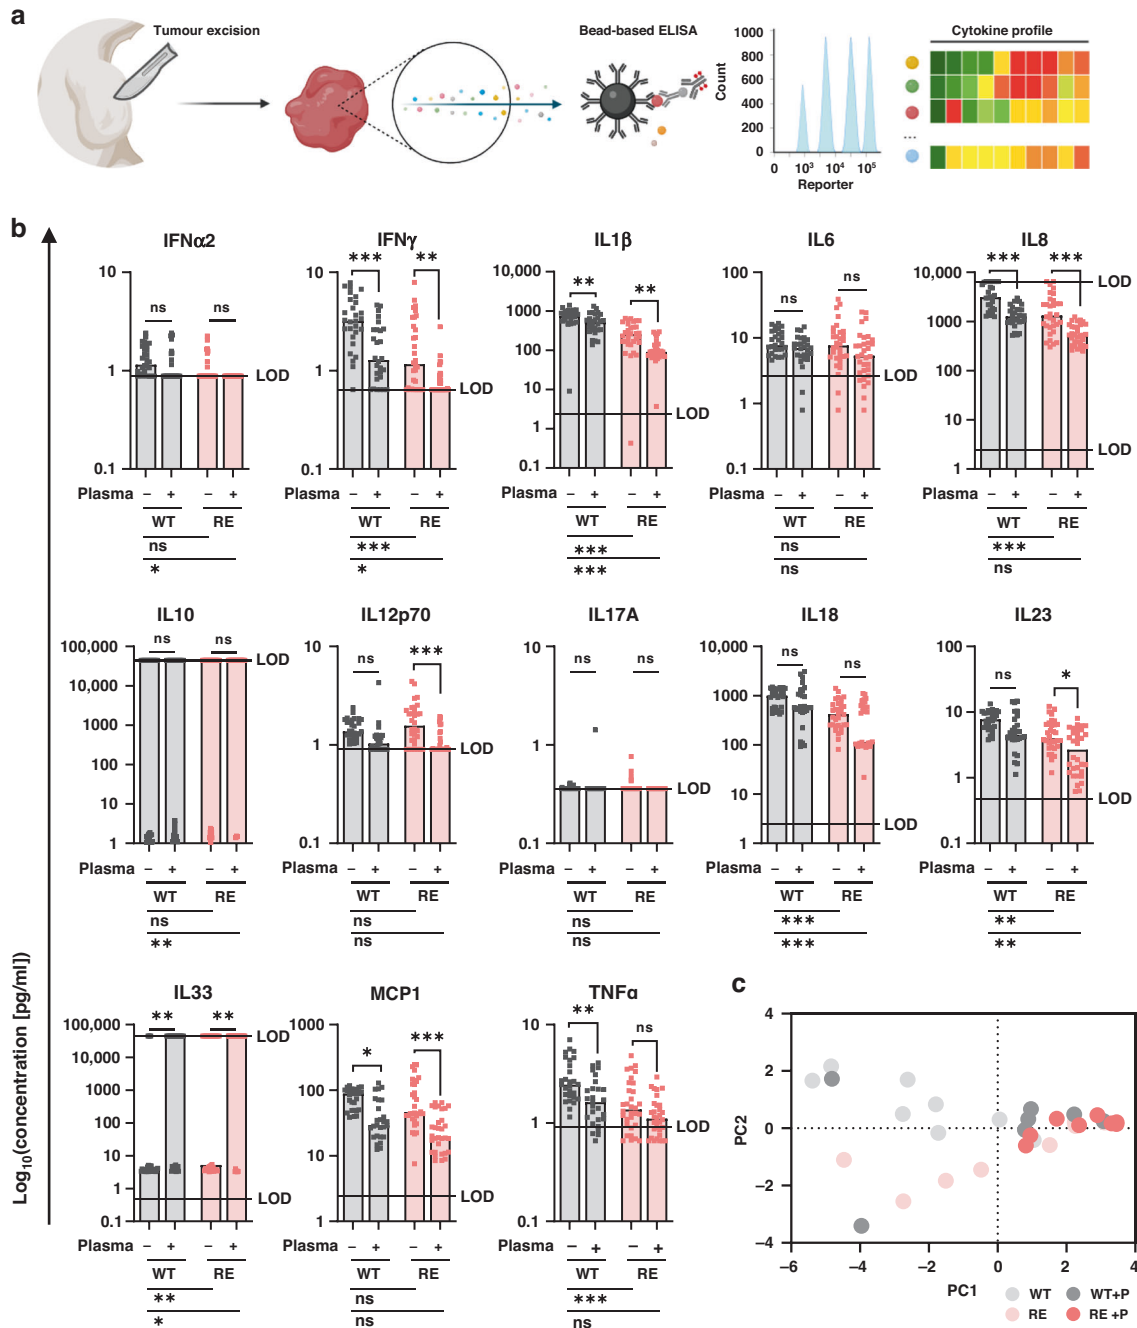 a
Tumour excision
Bead-based ELISA
Cytokine profile
Count
1000
800
600
400
200
0
0 10³ 10⁴ 10⁵
Reporter
....
b
Log₁₀(concentration [pg/ml])
IFNα2
10
1
0.1
ns ns
LOD
Plasma − + − +
WT RE
ns
*
IFNγ
10
1
0.1
*** **
LOD
− + − +
WT RE
***
*
IL1β
10,000
1000
100
10
1
0.1
** **
LOD
− + − +
WT RE
***
***
IL6
100
10
1
0.1
ns ns
LOD
− + − +
WT RE
ns
ns
IL8
10,000
1000
100
10
1
*** ***
LOD
LOD
− + − +
WT RE
***
ns
IL10
100,000
10,000
1000
100
10
1
ns ns
LOD
Plasma − + − +
WT RE
ns
**
IL12p70
10
1
0.1
ns ***
LOD
− + − +
WT RE
ns
ns
IL17A
10
1
0.1
ns ns
LOD
− + − +
WT RE
ns
ns
IL18
10,000
1000
100
10
1
ns ns
LOD
− + − +
WT RE
***
***
IL23
100
10
1
0.1
ns *
LOD
− + − +
WT RE
**
**
IL33
100,000
10,000
1000
100
10
1
0.1
** **
LOD
LOD
Plasma − + − +
WT RE
**
*
MCP1
1000
100
10
1
* ***
LOD
− + − +
WT RE
ns
ns
TNFα
10
1
0.1
** ns
LOD
− + − +
WT RE
***
ns
c
PC2
4
2
0
−2
−4
−6 −4 −2 0 2 4
PC1
WT WT+P
RE RE +P